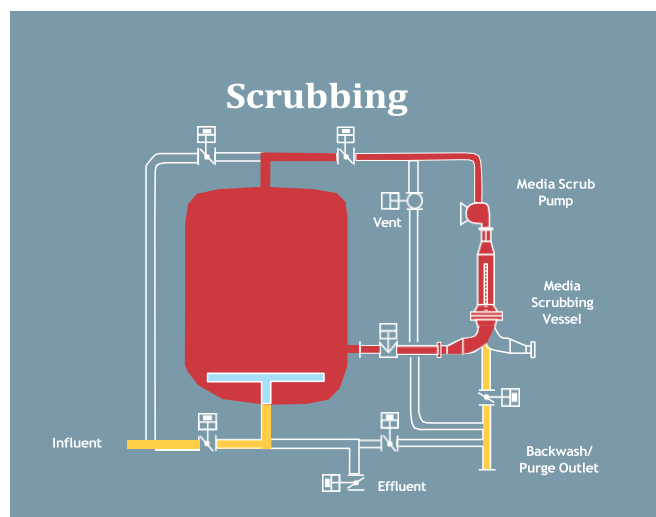 Scrubbing
Media Scrub
Pump
Vent
Media
Scrubbing
Vessel
Influent
Backwash/
Purge Outlet
Effluent